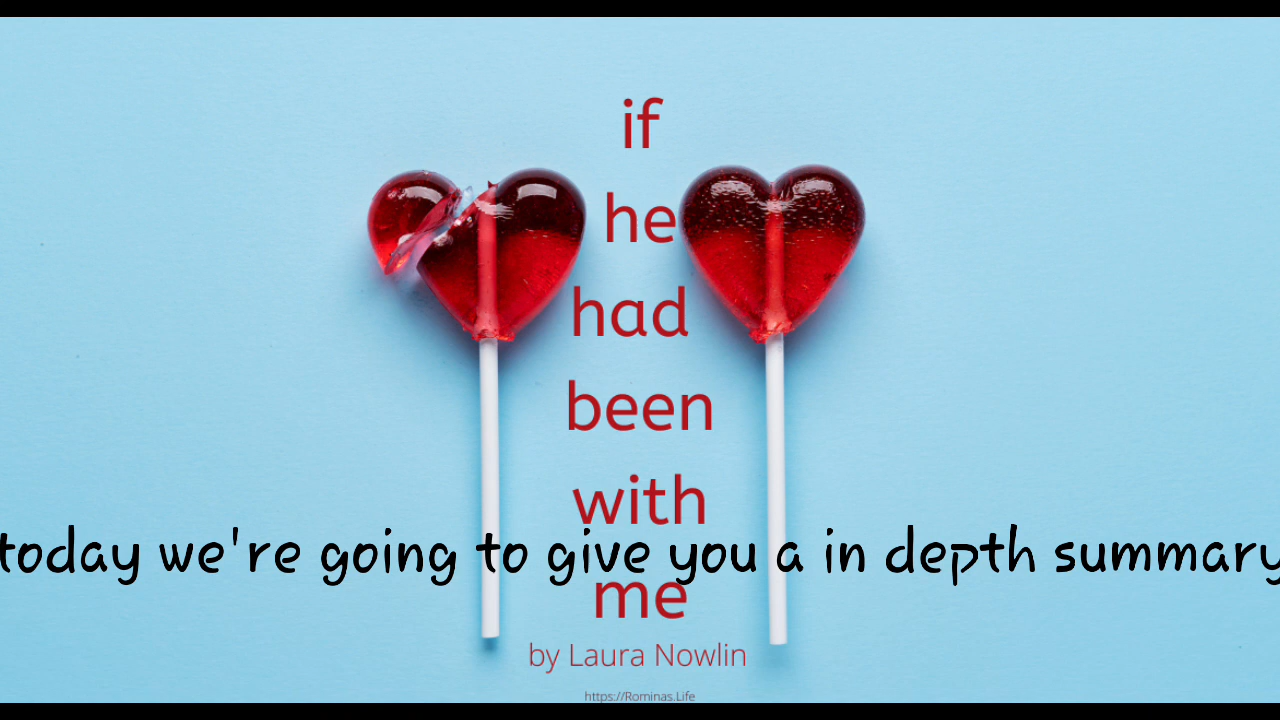 if
he
had
been
with
today we're going to give you a in depth summary
me
by Laura Nowlin
https://Rominas.Life